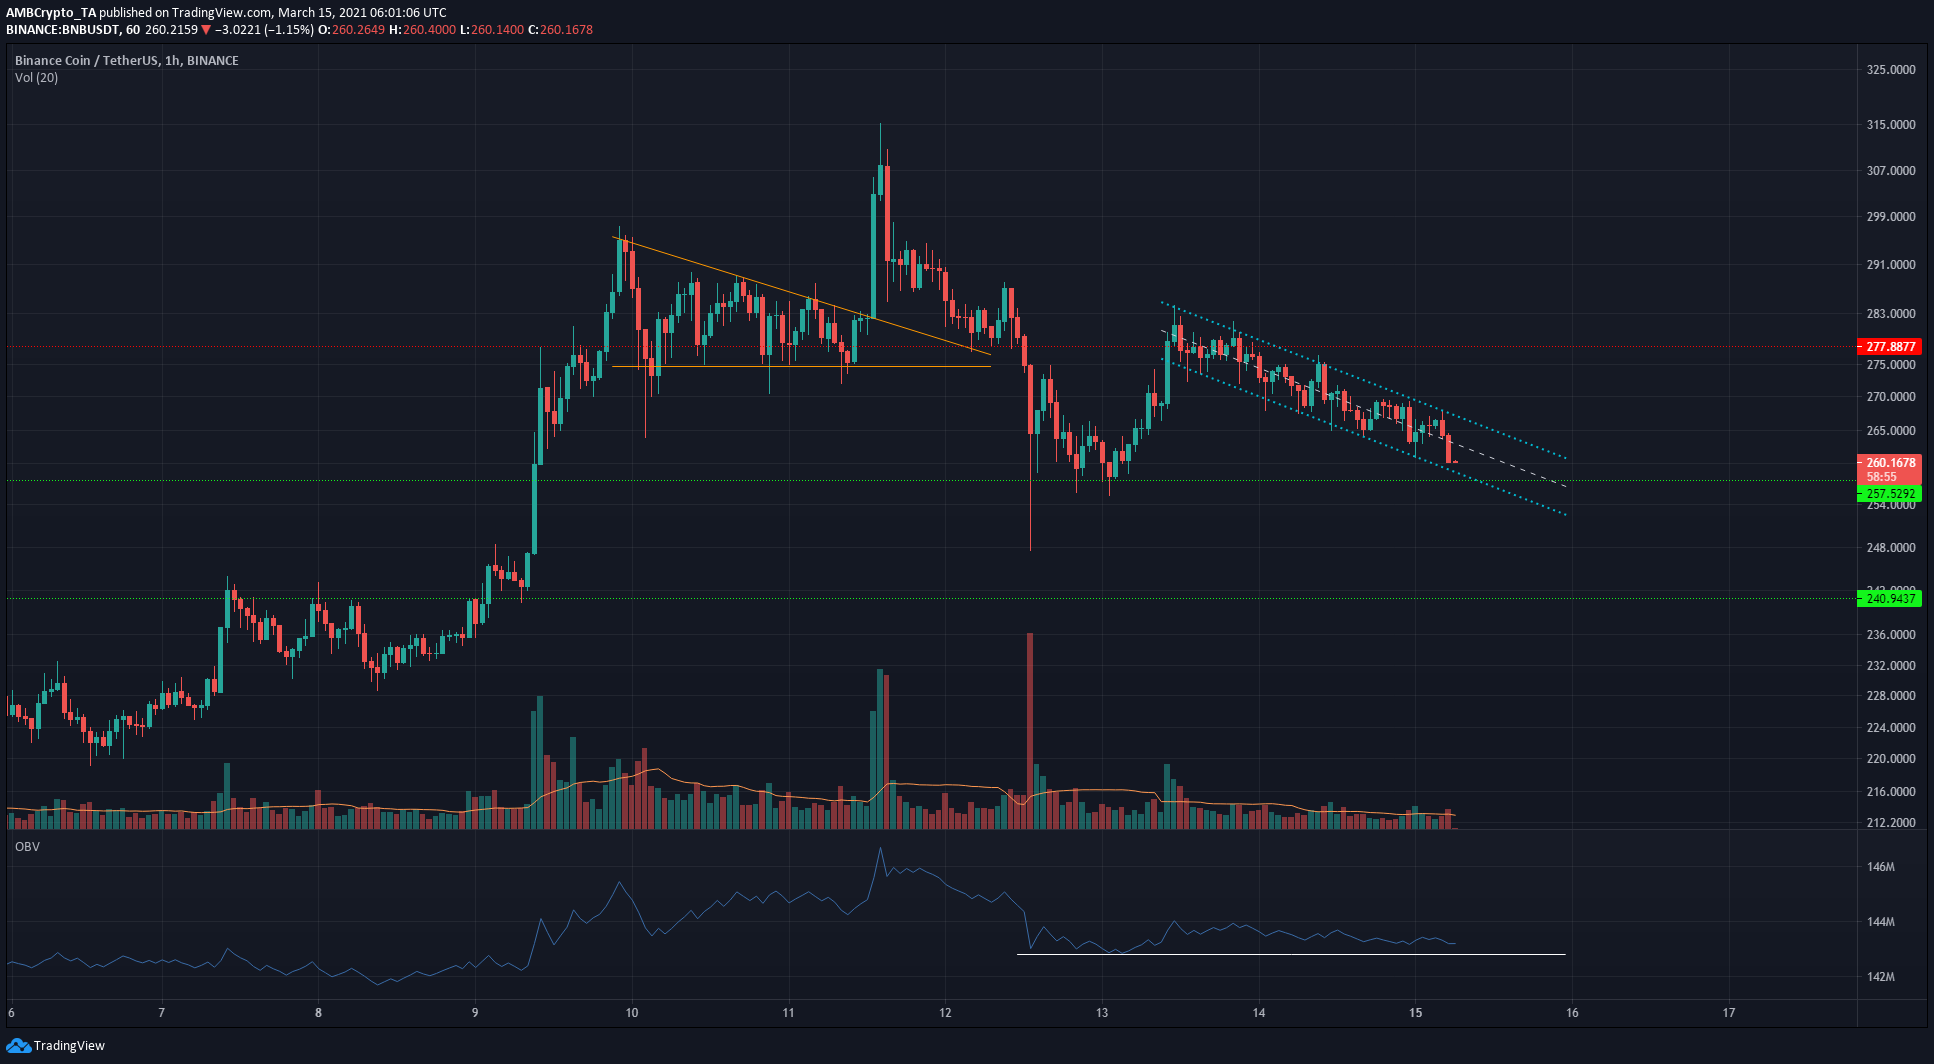 AMBCrypto_TA published on TradingView.com, March 15, 2021 06:01:06 UTC
BINANCE:BNBUSDT, 60 260.2159 ▼ −3.0221 (−1.15%) O:260.2649 H:260.4000 L:260.1400 C:260.1678
Binance Coin / TetherUS, 1h, BINANCE
Vol (20)
325.0000
315.0000
307.0000
299.0000
291.0000
283.0000
277.8877
275.0000
270.0000
265.0000
260.1678
58:55
257.5292
254.0000
248.0000
240.9437
236.0000
232.0000
228.0000
224.0000
220.0000
216.0000
212.2000
OBV
146M
144M
142M
6 7 8 9 10 11 12 13 14 15 16 17
TradingView